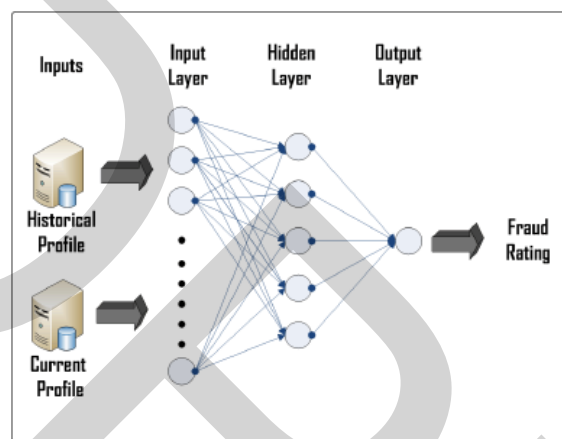 Inputs
Input
Layer
Hidden
Layer
Output
Layer
Historical
Profile
Current
Profile
Fraud
Rating